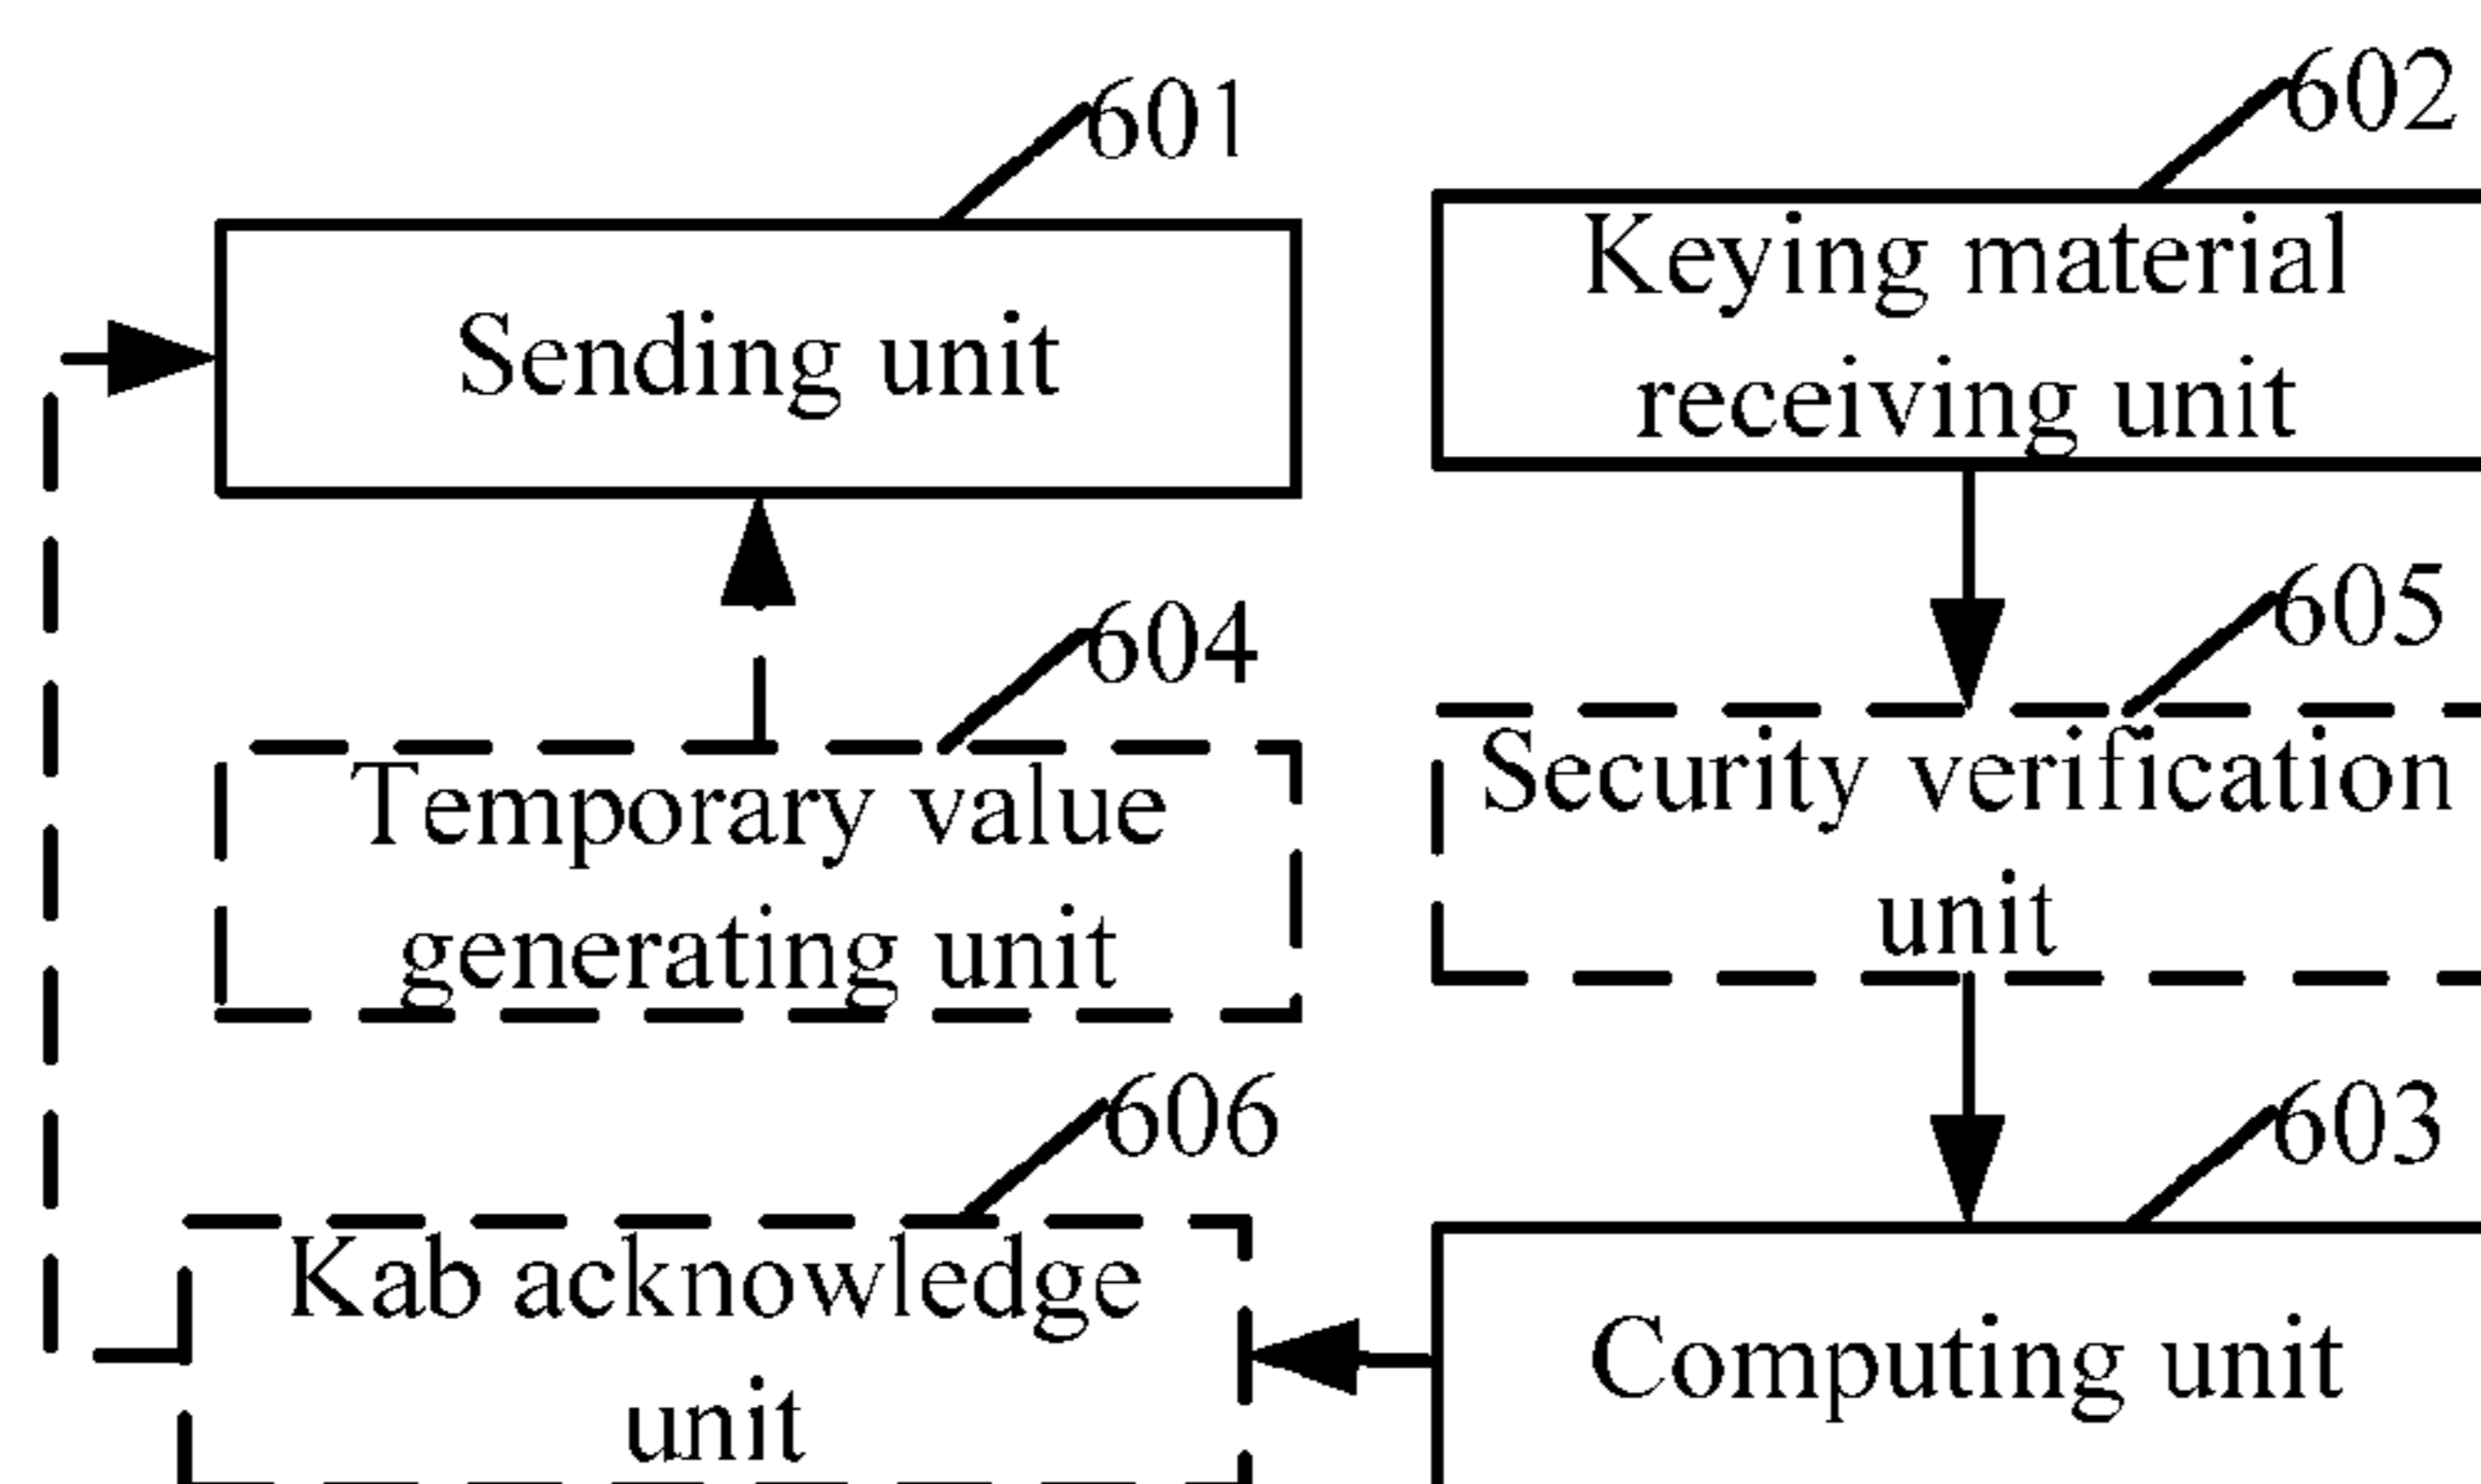 601
602
Sending unit
Keying material
receiving unit
604
605
Temporary value
generating unit
Security verification
unit
606
603
Kab acknowledge
unit
Computing unit